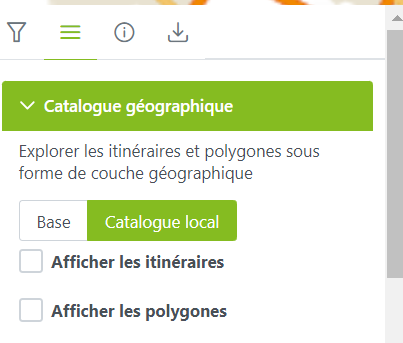 Catalogue géographique
Explorer les itinéraires et polygones sous
forme de couche géographique
Base
Catalogue local
Afficher les itinéraires
Afficher les polygones